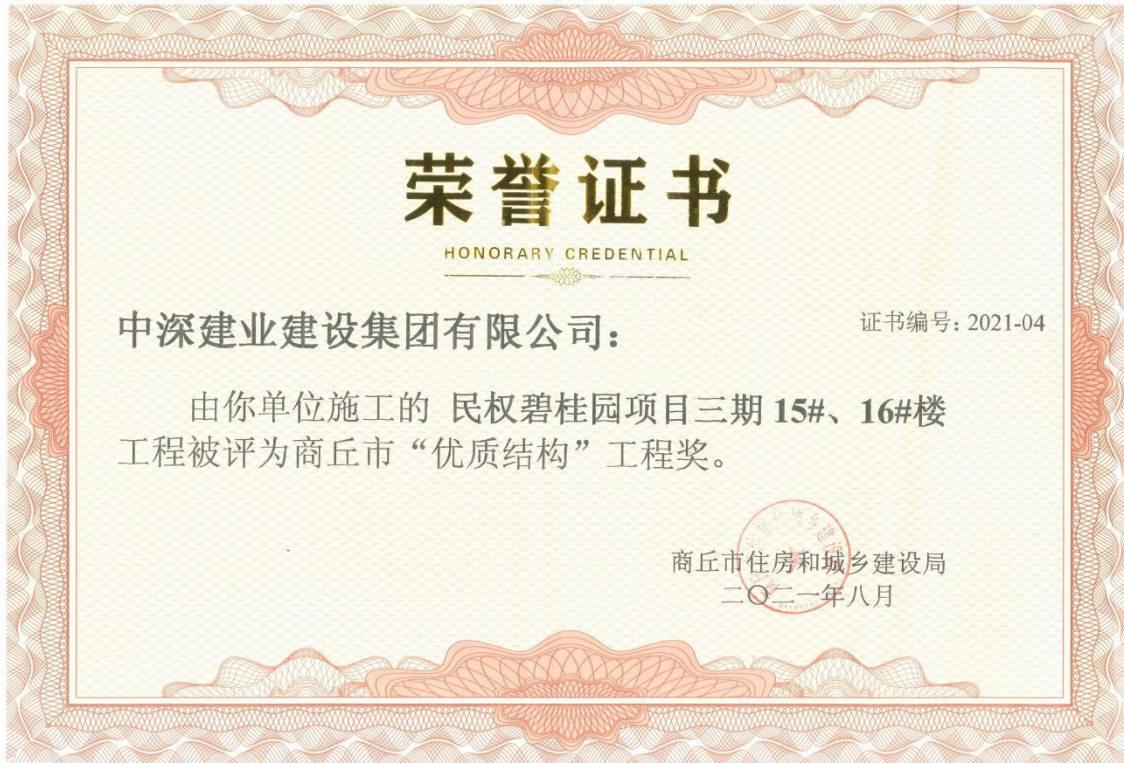 荣誉证书
HONORARY CREDENTIAL
中深建业建设集团有限公司：
证书编号：2021-04
由你单位施工的 民权碧桂园项目三期 15#、16#楼
工程被评为商丘市“优质结构”工程奖。
商丘市住房和城乡建设局
二〇二一年八月